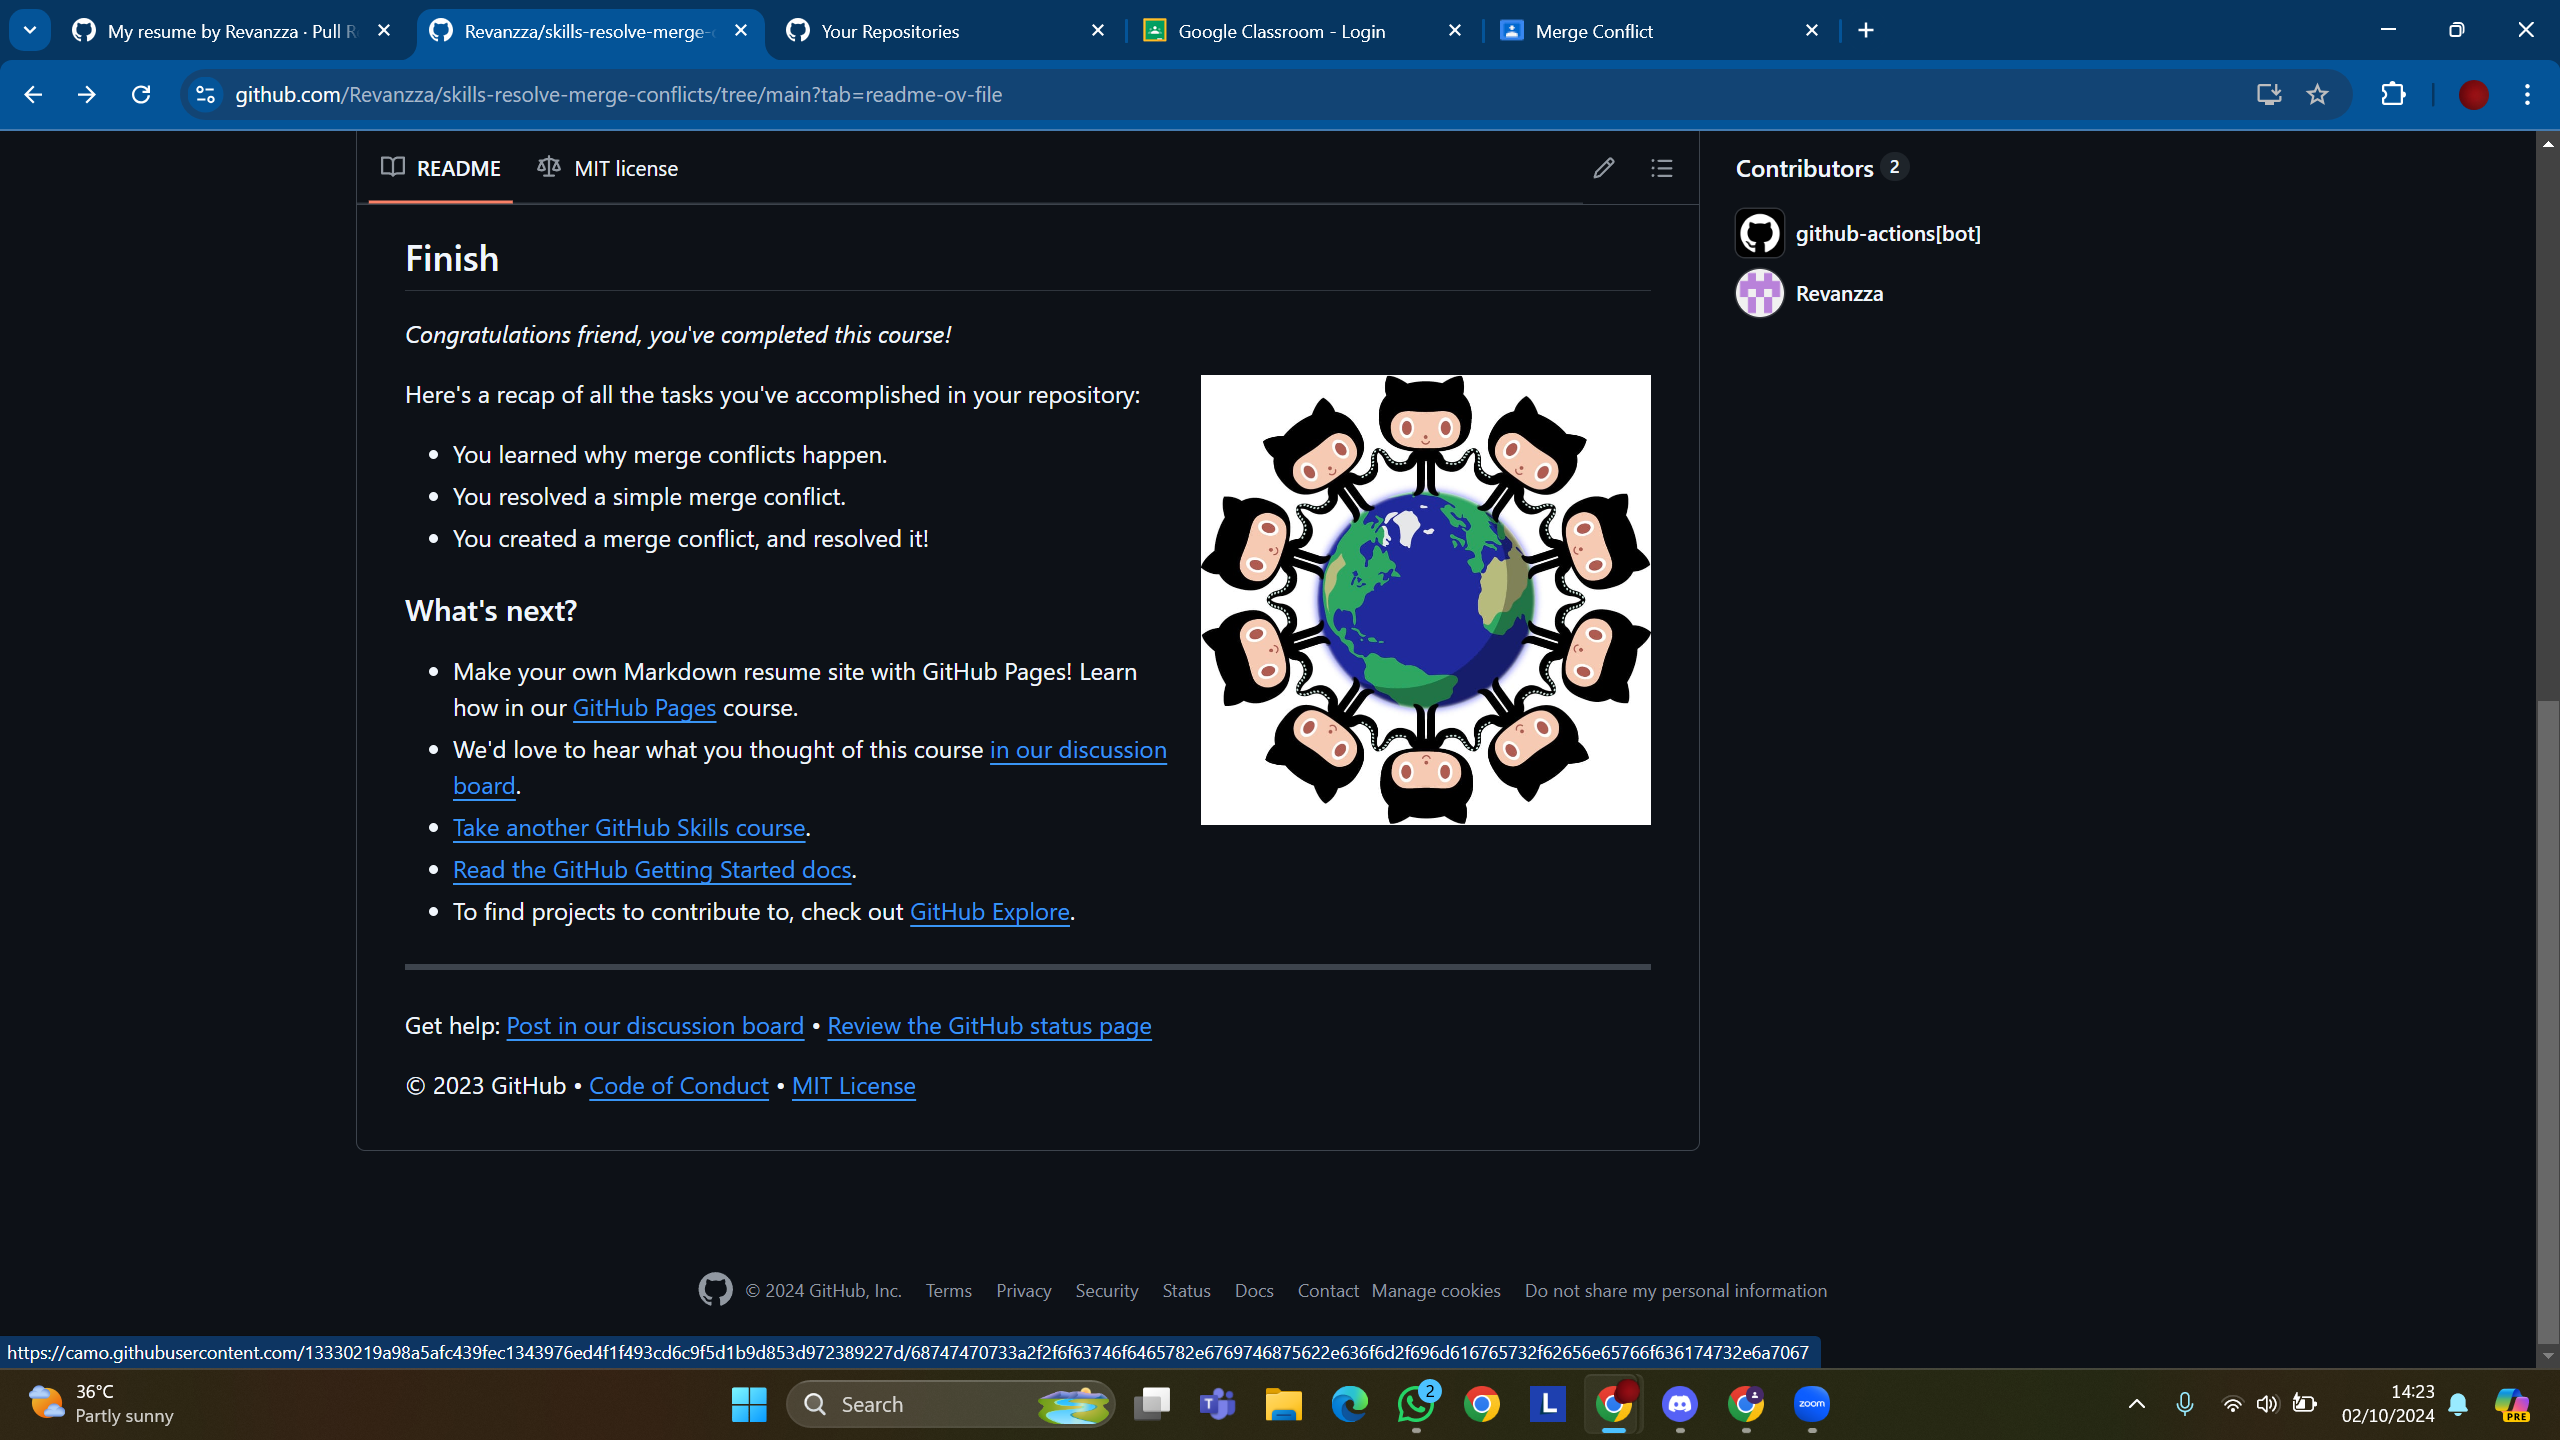 My resume by Revanzza · Pull R
Revanzza/skills-resolve-merge-
Your Repositories
Google Classroom - Login
Merge Conflict
github.com/Revanzza/skills-resolve-merge-conflicts/tree/main?tab=readme-ov-file
README
MIT license
Contributors 2
github-actions[bot]
Revanzza
Finish
Congratulations friend, you've completed this course!
Here's a recap of all the tasks you've accomplished in your repository:
• You learned why merge conflicts happen.
• You resolved a simple merge conflict.
• You created a merge conflict, and resolved it!
What's next?
• Make your own Markdown resume site with GitHub Pages! Learn
how in our GitHub Pages course.
• We'd love to hear what you thought of this course in our discussion
board.
• Take another GitHub Skills course.
• Read the GitHub Getting Started docs.
• To find projects to contribute to, check out GitHub Explore.
Get help: Post in our discussion board • Review the GitHub status page
© 2023 GitHub • Code of Conduct • MIT License
© 2024 GitHub, Inc. Terms Privacy Security Status Docs Contact Manage cookies Do not share my personal information
https://camo.githubusercontent.com/13330219a98a5afc439fec1343976ed4f1f493cd6c9f5d1b9d853d972389227d/68747470733a2f2f6f63746f6465782e6769746875622e636f6d2f696d616765732f62656e65766f636174732e6a7067
36°C
Partly sunny
Search
2
L
zoom
14:23
02/10/2024
PRE